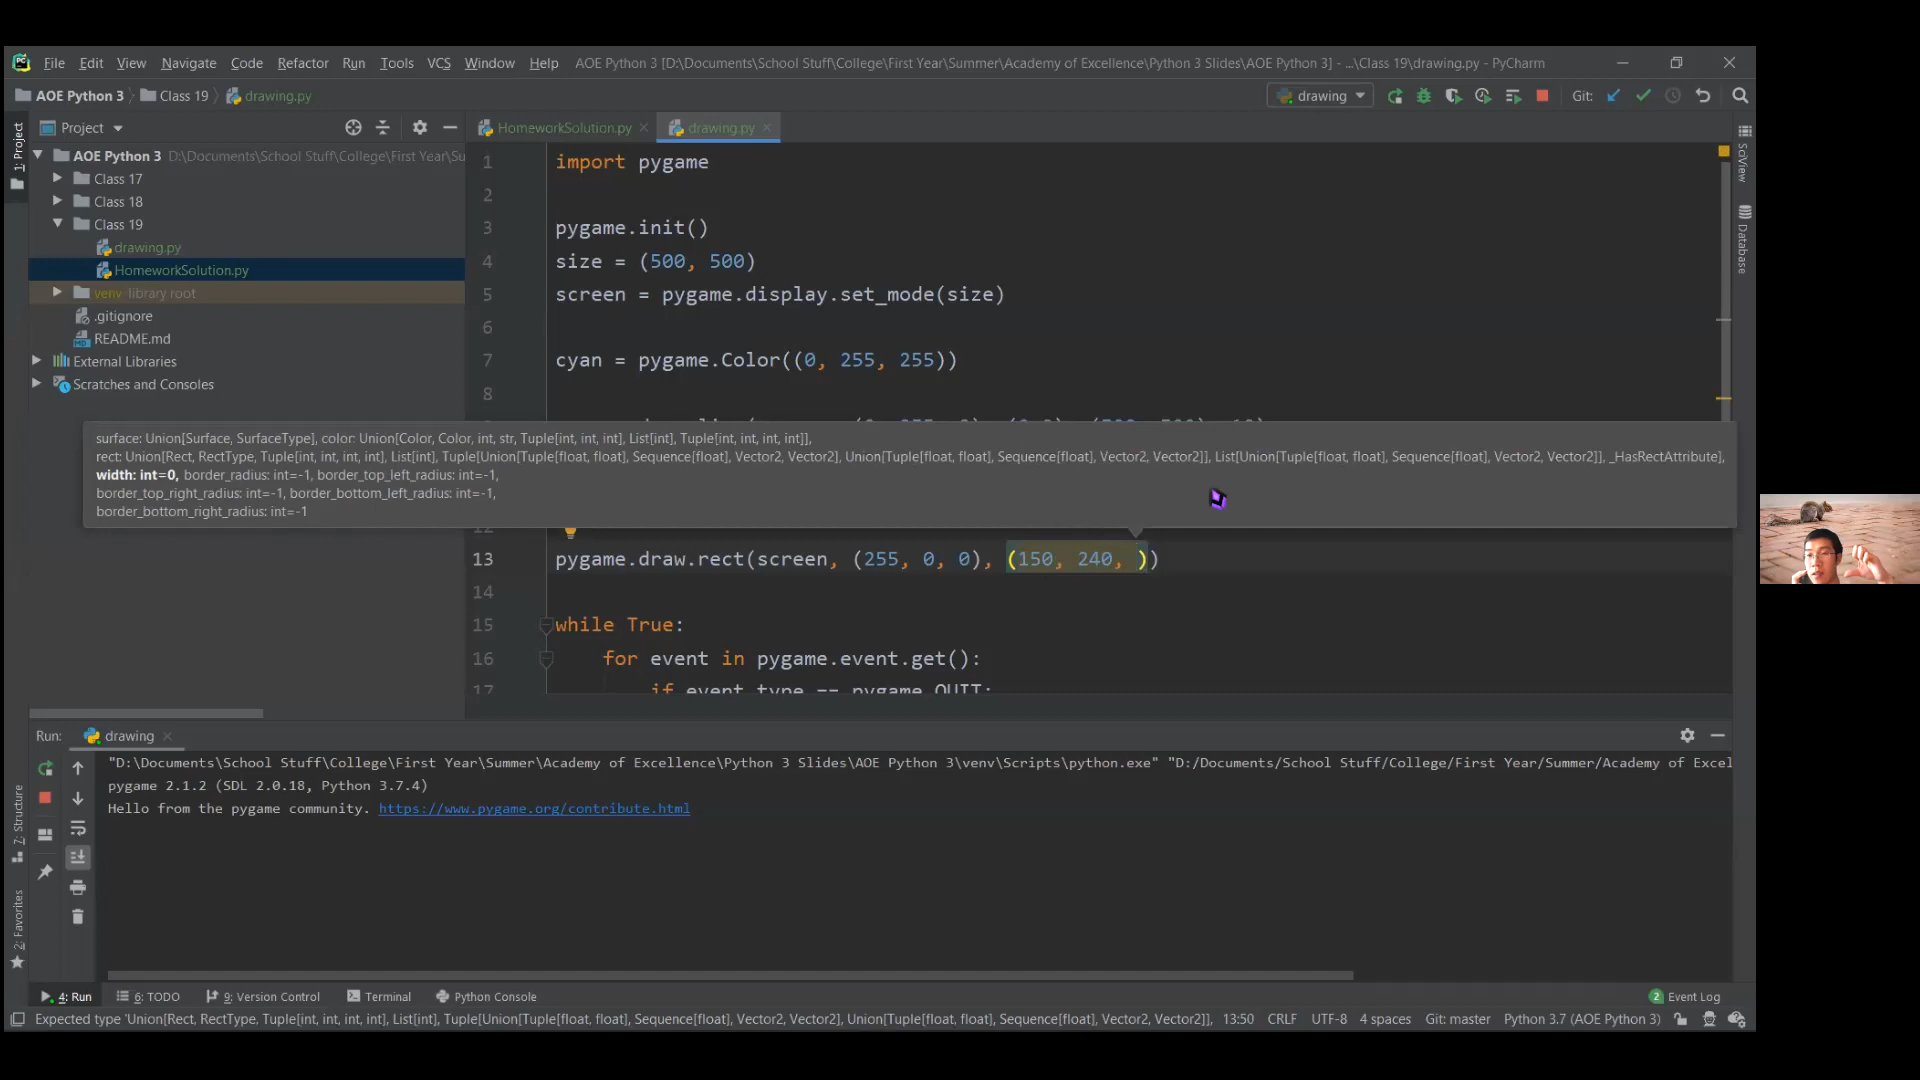 File Edit View Navigate Code Refactor Run Tools VCS Window Help AOE Python 3 [D:\Documents\School Stuff\College\First Year\Summer\Academy of Excellence\Python 3 Slides\AOE Python 3] - ...\Class 19\drawing.py - PyCharm
AOE Python 3 Class 19 drawing.py drawing Git:
Project HomeworkSolution.py drawing.py
1: Project
AOE Python 3 D:\Documents\School Stuff\College\First Year\Su
Class 17
Class 18
Class 19
drawing.py
HomeworkSolution.py
venv library root
.gitignore
README.md
External Libraries
Scratches and Consoles
SciView
Database
1 import pygame
2
3 pygame.init()
4 size = (500, 500)
5 screen = pygame.display.set_mode(size)
6
7 cyan = pygame.Color((0, 255, 255))
8
surface: Union[Surface, SurfaceType], color: Union[Color, Color, int, str, Tuple[int, int, int], List[int], Tuple[int, int, int, int]],
rect: Union[Rect, RectType, Tuple[int, int, int, int], List[int], Tuple[Union[Tuple[float, float], Sequence[float], Vector2, Vector2], Union[Tuple[float, float], Sequence[float], Vector2, Vector2]], List[Union[Tuple[float, float], Sequence[float], Vector2, Vector2]], _HasRectAttribute],
width: int=0, border_radius: int=-1, border_top_left_radius: int=-1,
border_top_right_radius: int=-1, border_bottom_left_radius: int=-1,
border_bottom_right_radius: int=-1
12
13 pygame.draw.rect(screen, (255, 0, 0), (150, 240, ))
14
15 while True:
16 for event in pygame.event.get():
17 if event.type == pygame.QUIT:
Run: drawing
"D:\Documents\School Stuff\College\First Year\Summer\Academy of Excellence\Python 3 Slides\AOE Python 3\venv\Scripts\python.exe" "D:/Documents/School Stuff/College/First Year/Summer/Academy of Excel
pygame 2.1.2 (SDL 2.0.18, Python 3.7.4)
Hello from the pygame community. https://www.pygame.org/contribute.html
7: Structure
2: Favorites
4: Run 6: TODO 9: Version Control Terminal Python Console 2 Event Log
Expected type 'Union[Rect, RectType, Tuple[int, int, int, int], List[int], Tuple[Union[Tuple[float, float], Sequence[float], Vector2, Vector2], Union[Tuple[float, float], Sequence[float], Vector2, Vector2]], 13:50 CRLF UTF-8 4 spaces Git: master Python 3.7 (AOE Python 3)